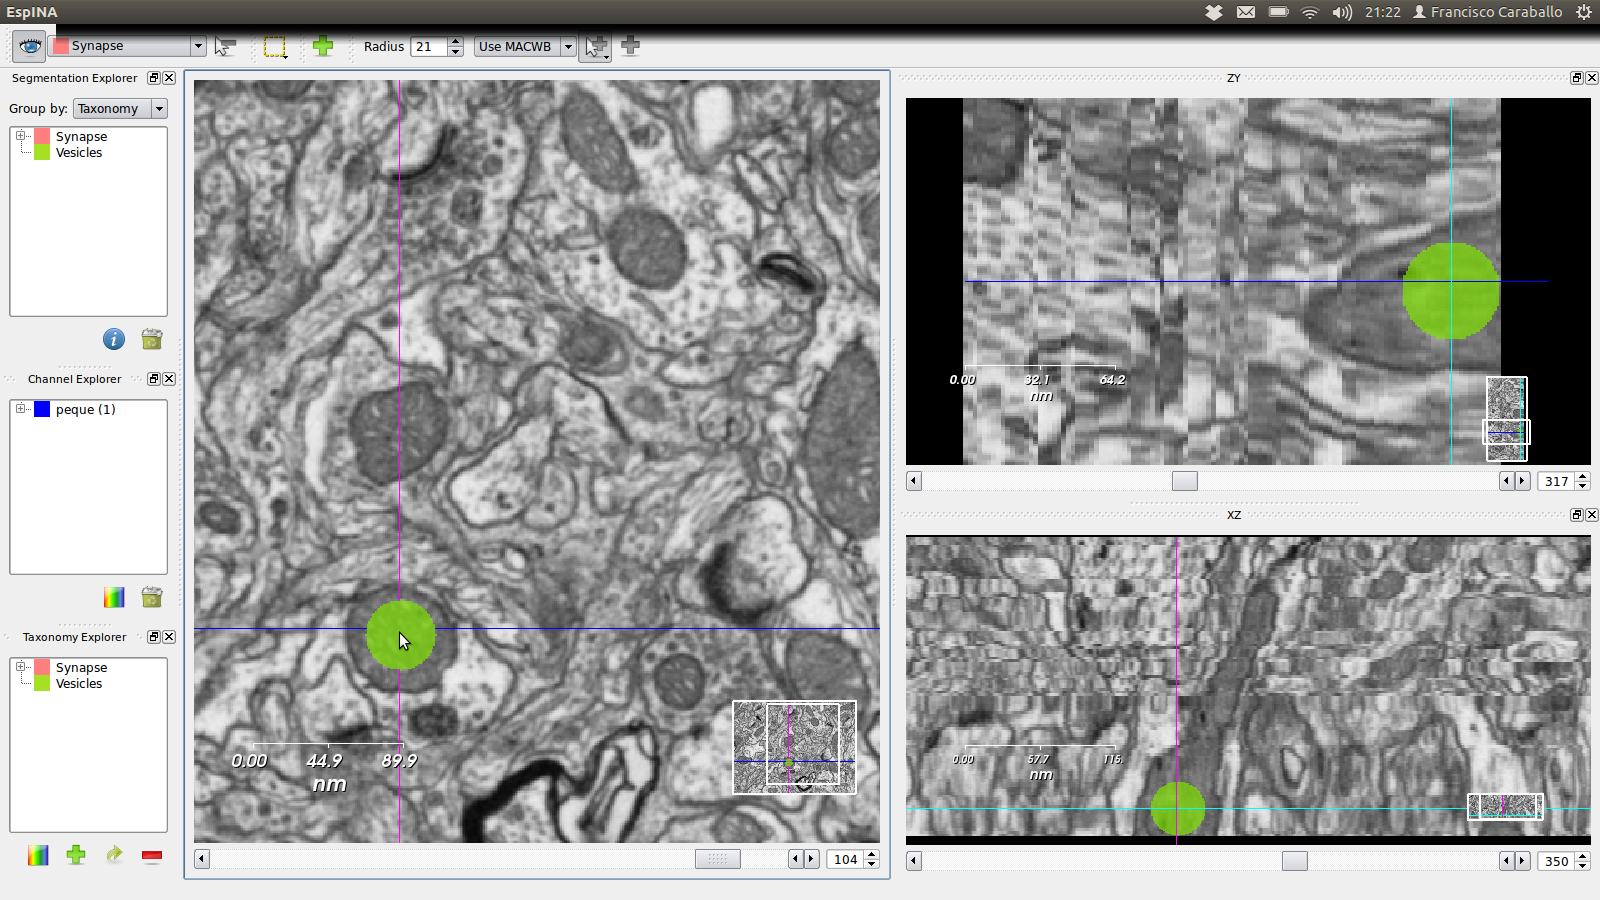 EspINA
21:22 Francisco Caraballo
Synapse
Radius 21
Use MACWB
Segmentation Explorer
Group by: Taxonomy
Synapse
Vesicles
Channel Explorer
peque (1)
Taxonomy Explorer
Synapse
Vesicles
0.00 44.9 89.9
nm
104
ZY
0.00 32.1 64.2
nm
317
XZ
0.00 57.7 115.
nm
350